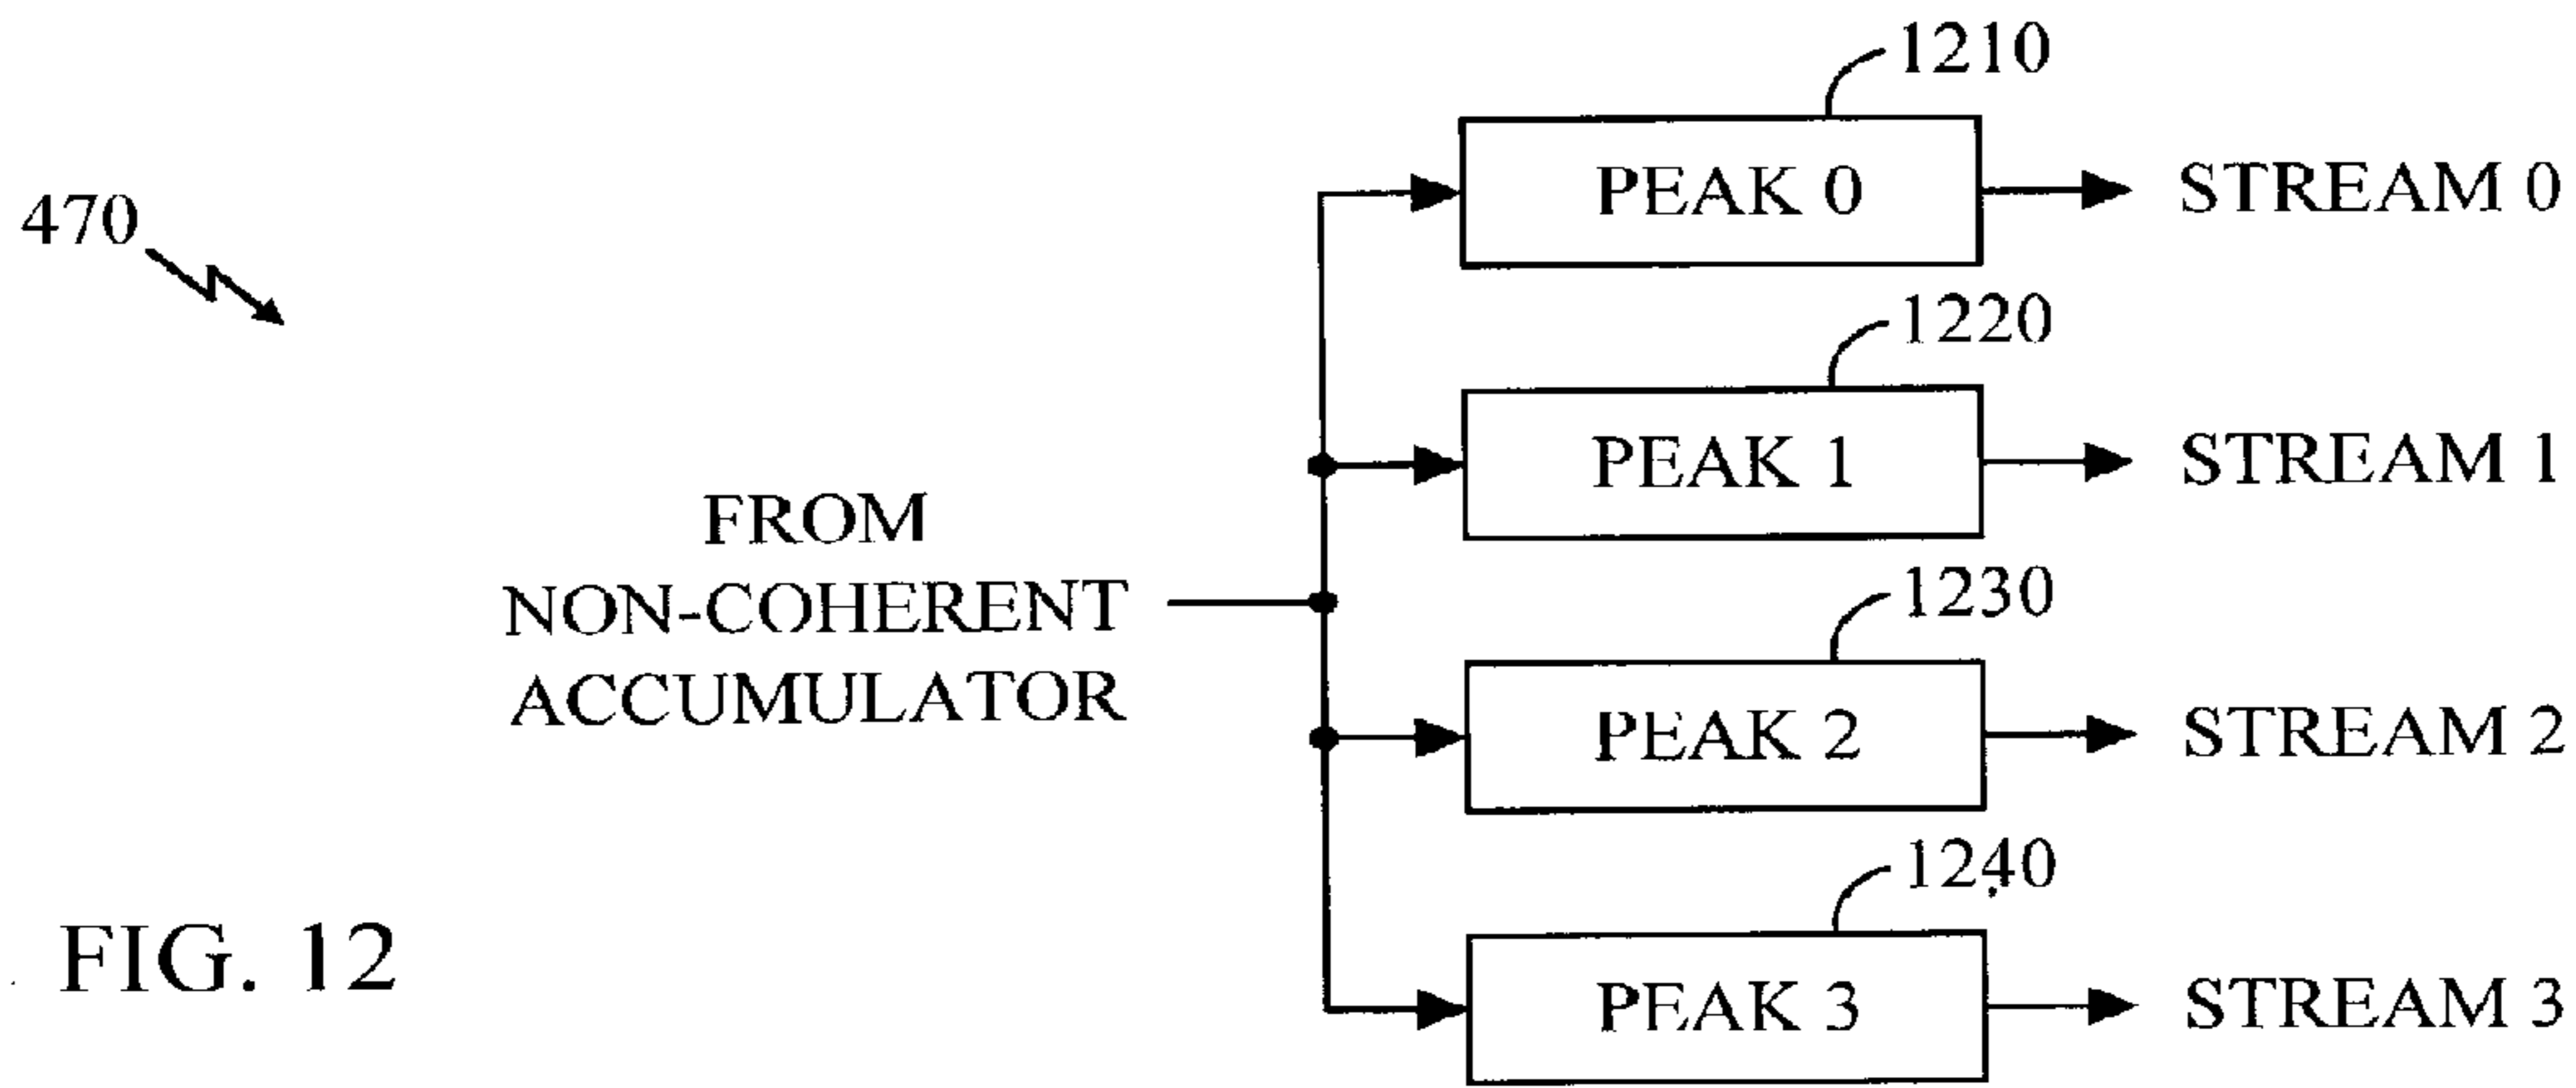 1210
PEAK 0
STREAM 0
470
1220
PEAK 1
STREAM 1
FROM
NON-COHERENT
ACCUMULATOR
1230
PEAK 2
STREAM 2
1240
PEAK 3
STREAM 3
FIG. 12